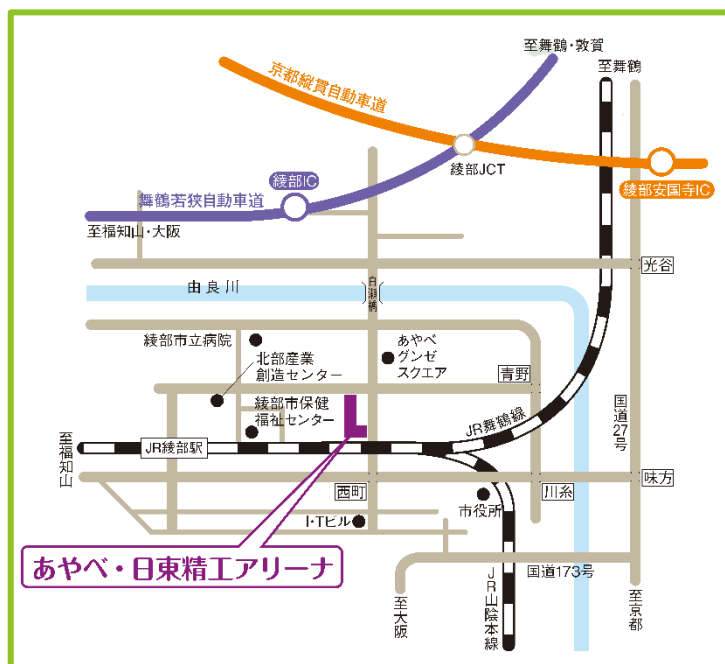 至舞鶴・敦賀
至舞鶴
京都縦貫自動車道
綾部JCT
綾部IC
綾部安国寺IC
舞鶴若狭自動車道
至福知山・大阪
光谷
由良川
白瀬橋
綾部市立病院
あやべ
グンゼ
スクエア
北部産業
創造センター
青野
綾部市保健
福祉センター
JR舞鶴線
国道27号
至福知山
JR綾部駅
西町
川糸
味方
市役所
I・Tビル
あやべ・日東精工アリーナ
国道173号
至大阪
JR山陰本線
至京都